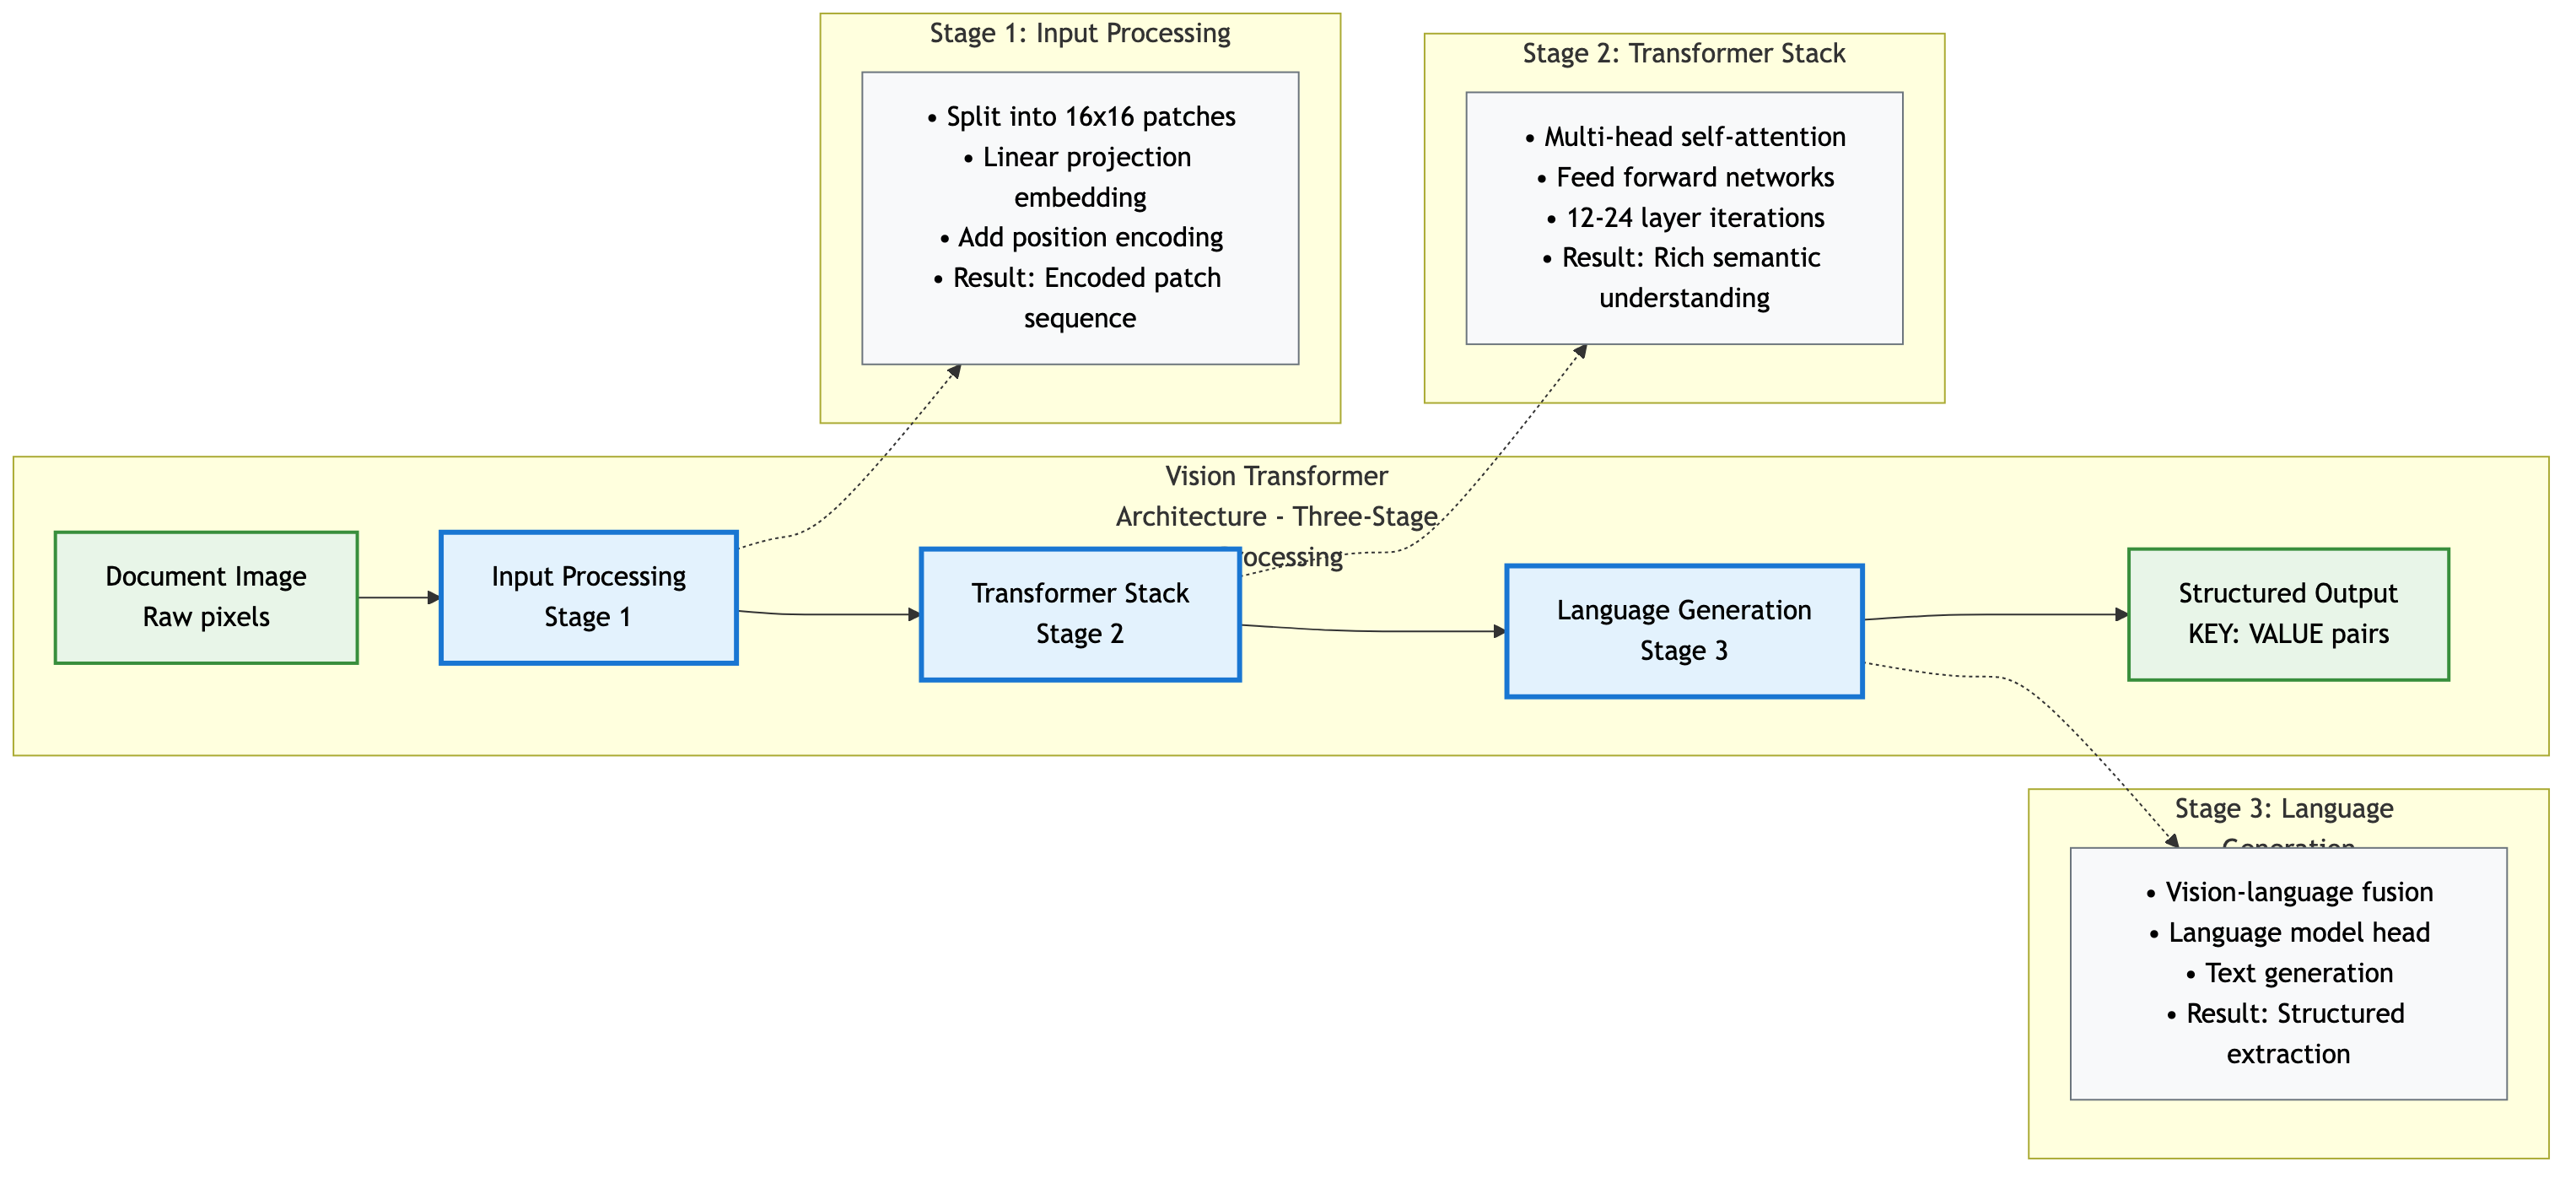 Stage 1: Input Processing
• Split into 16x16 patches
• Linear projection
embedding
• Add position encoding
• Result: Encoded patch
sequence
Stage 2: Transformer Stack
• Multi-head self-attention
• Feed forward networks
• 12-24 layer iterations
• Result: Rich semantic
understanding
Vision Transformer
Architecture - Three-Stage
Processing
Document Image
Raw pixels
Input Processing
Stage 1
Transformer Stack
Stage 2
Language Generation
Stage 3
Structured Output
KEY: VALUE pairs
Stage 3: Language
Generation
• Vision-language fusion
• Language model head
• Text generation
• Result: Structured
extraction